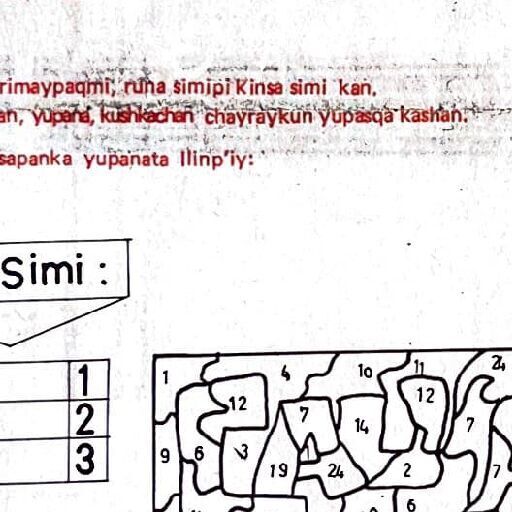 rimaypaqmi, runa simipi Kinsa simi kan.
an, yupana, kushkachan chayraykun yupasqa kashan.
sapanka yupanata llinp'iy:
Simi :
1
2
3
1 4 10 11 24
12 7 14 12 7
9 6 3 19 24 2 7
6